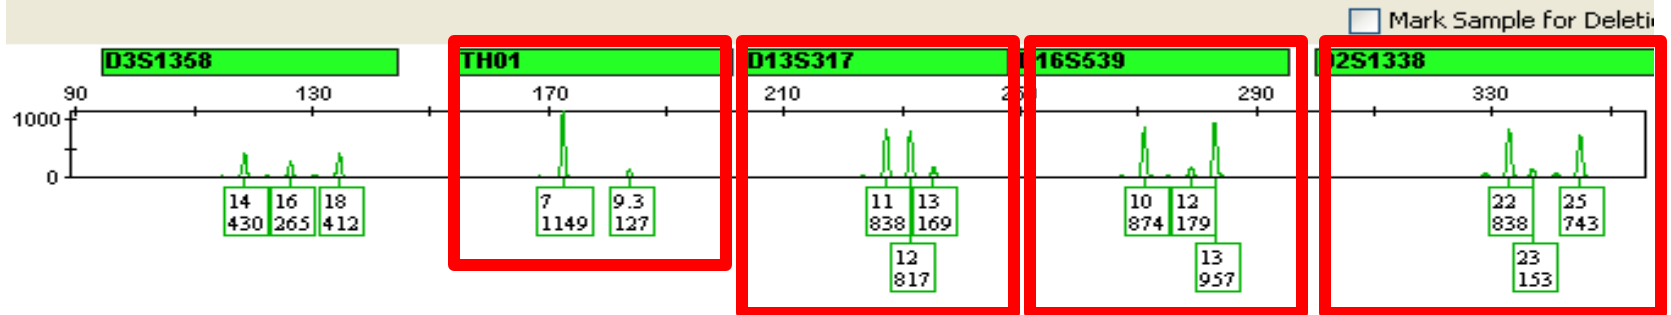 Mark Sample for Deleti
D3S1358 TH01 D13S317 16S539 2S1338
90 130 170 210 250 290 330
1000
0
14 16 18 7 9.3 11 13 10 12 22 25
430 265 412 1149 127 838 169 874 179 838 743
12 13 23
817 957 153